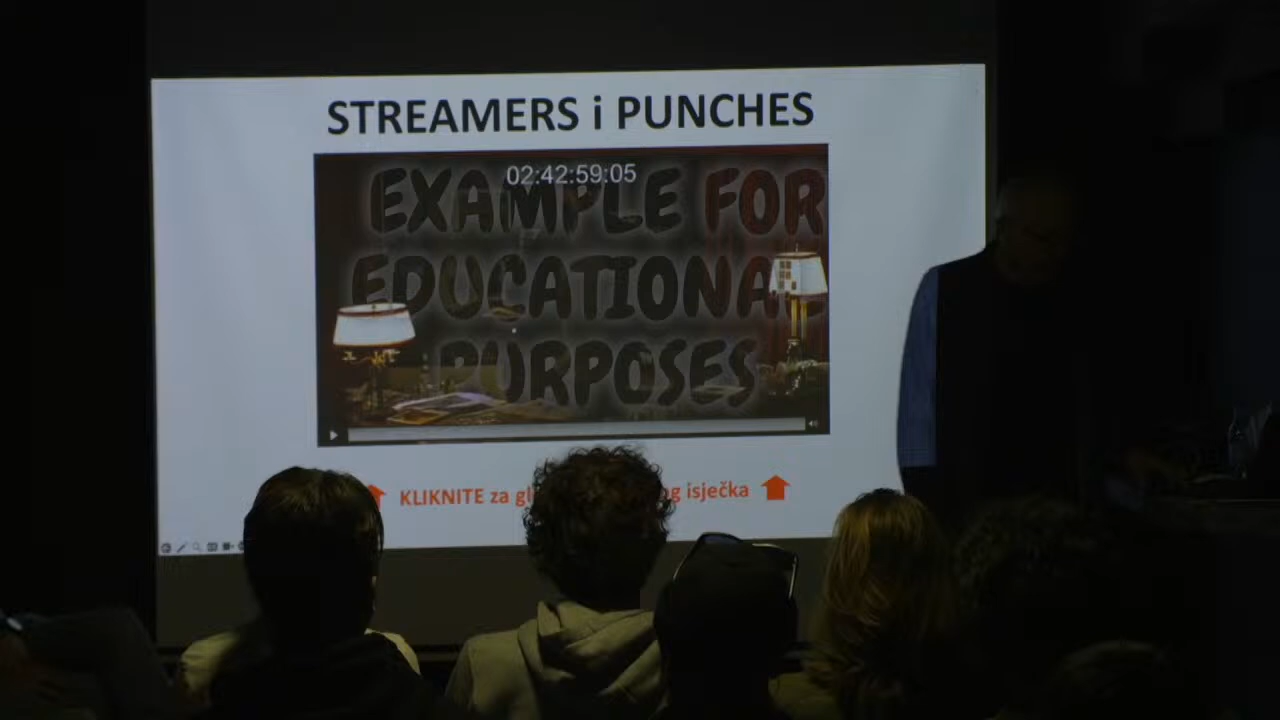 STREAMERS i PUNCHES
02:42:59:05
EXAMPLE FOR
EDUCATIONAL
PURPOSES
KLIKNITE za isječka